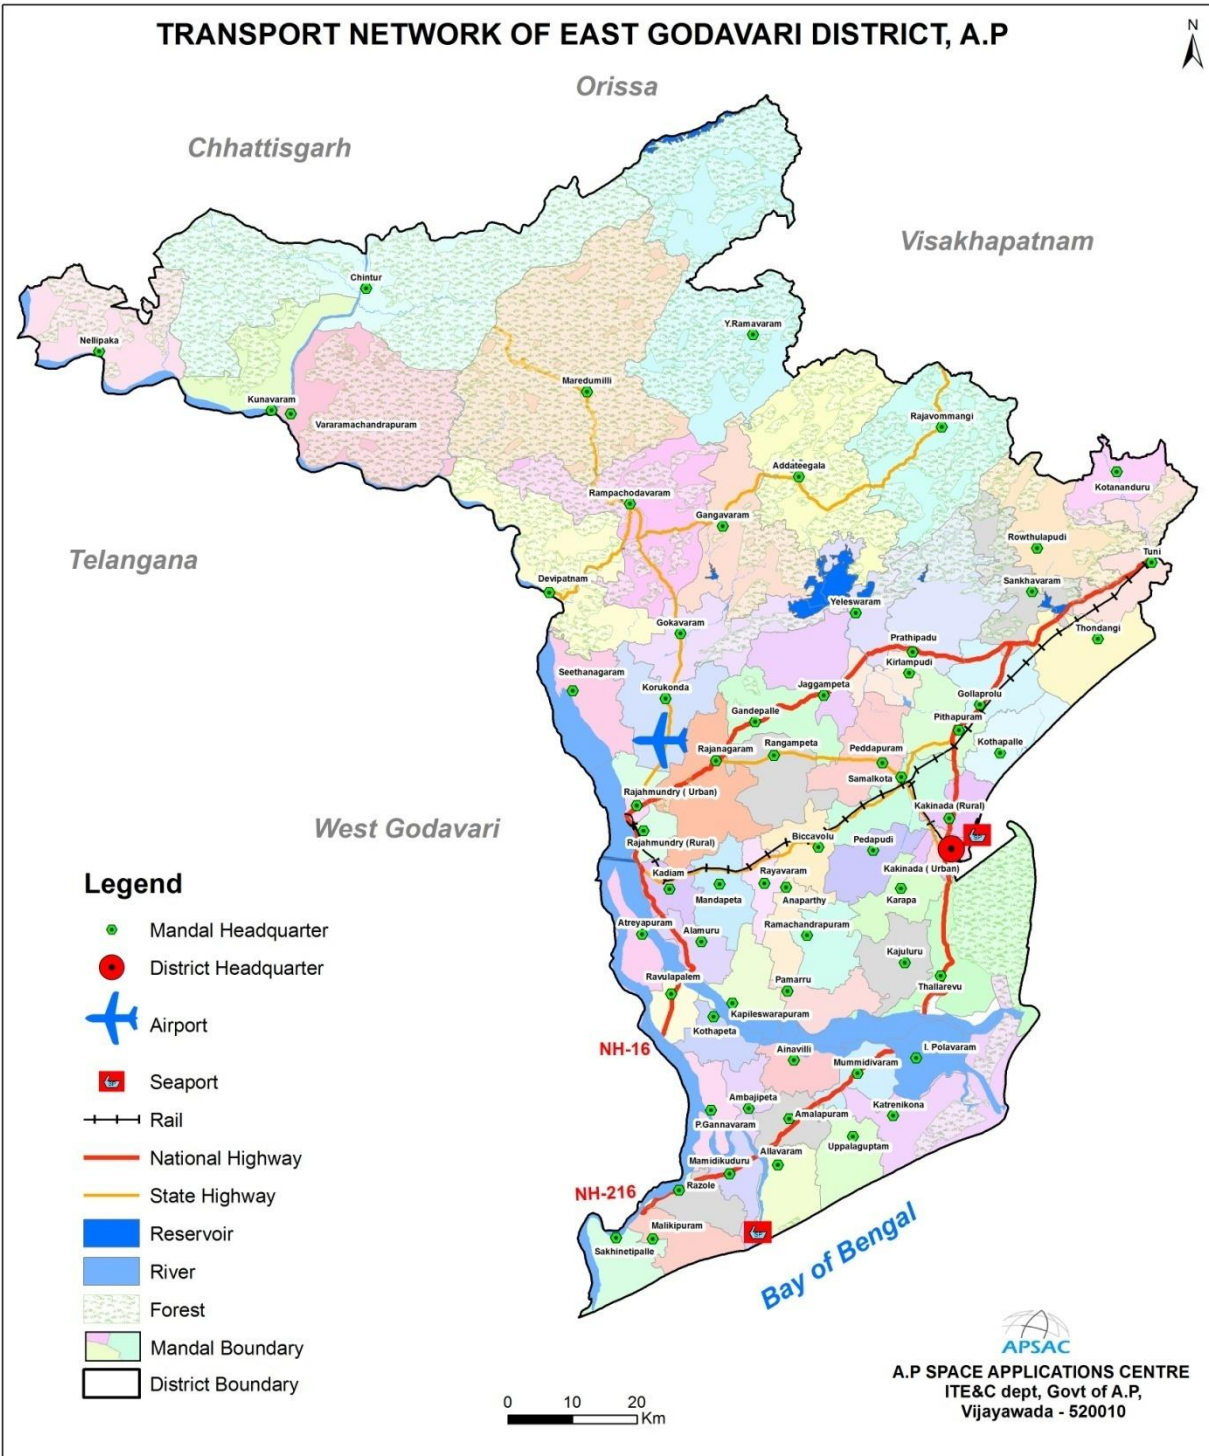 TRANSPORT NETWORK OF EAST GODAVARI DISTRICT, A.P
N
Orissa
Chhattisgarh
Visakhapatnam
Chintur
Y.Ramavaram
Nellipaka
Maredumilli
Kunavaram
Vararamachandrapuram
Rajavommangi
Addateegala
Kotananduru
Rampachodavaram
Gangavaram
Rowthulapudi
Telangana
Tuni
Devipatnam
Sankhavaram
Yeleswaram
Gokavaram
Thondangi
Prathipadu
Kirlampudi
Seethanagaram
Korukonda
Jaggampeta
Gollaprolu
Gandepalle
Pithapuram
Rajanagaram
Rangampeta
Peddapuram
Kothapalle
Samalkota
Rajahmundry ( Urban)
Kakinada (Rural)
West Godavari
Rajahmundry (Rural)
Biccavolu
Pedapudi
Kakinada ( Urban)
Kadiam
Mandapeta
Rayavaram
Anaparthy
Karapa
Atreyapuram
Alamuru
Ramachandrapuram
Kajuluru
Ravulapalem
Pamarru
Thallarevu
Kapileswarapuram
Kothapeta
NH-16
Ainavilli
I. Polavaram
Mummidivaram
Ambajipeta
Katrenikona
P.Gannavaram
Amalapuram
Uppalaguptam
Allavaram
Mamidikuduru
NH-216
Razole
Malikipuram
Sakhinetipalle
Bay of Bengal
Legend
Mandal Headquarter
District Headquarter
Airport
Seaport
Rail
National Highway
State Highway
Reservoir
River
Forest
Mandal Boundary
District Boundary
0 10 20
Km
APSAC
A.P SPACE APPLICATIONS CENTRE
ITE&C dept, Govt of A.P,
Vijayawada - 520010